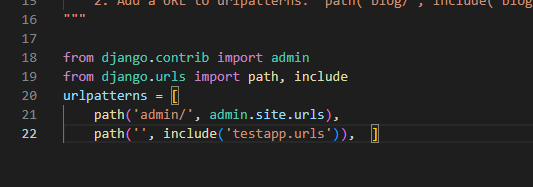 15 2. Add a URL to urlpatterns: path('blog/', include('blog
16 """
17
18 from django.contrib import admin
19 from django.urls import path, include
20 urlpatterns = [
21     path('admin/', admin.site.urls),
22     path('', include('testapp.urls')),  ]